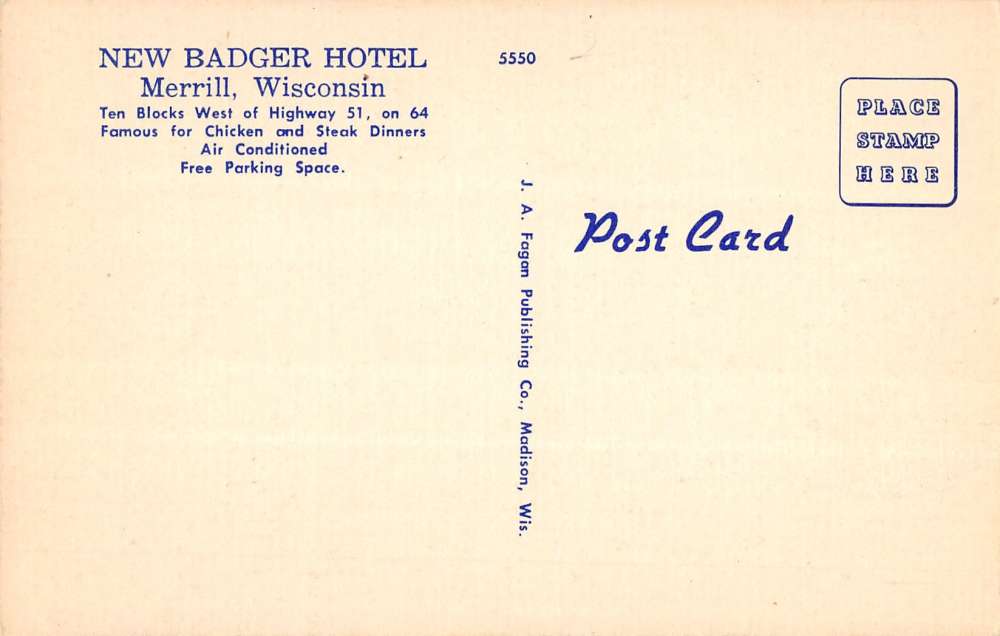 NEW BADGER HOTEL
Merrill, Wisconsin
Ten Blocks West of Highway 51, on 64
Famous for Chicken and Steak Dinners
Air Conditioned
Free Parking Space.
5550
J. A. Fagan Publishing Co., Madison, Wis.
Post Card
PLACE
STAMP
HERE